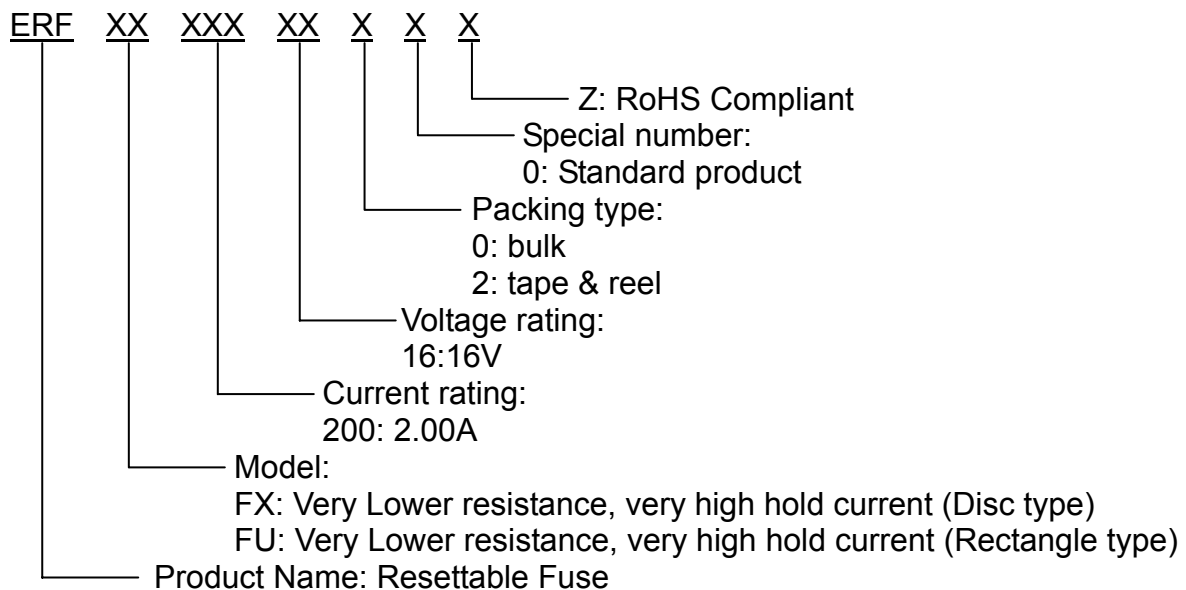 ERF XX XXX XX X X X
Z: RoHS Compliant
Special number:
0: Standard product
Packing type:
0: bulk
2: tape & reel
Voltage rating:
16:16V
Current rating:
200: 2.00A
Model:
FX: Very Lower resistance, very high hold current (Disc type)
FU: Very Lower resistance, very high hold current (Rectangle type)
Product Name: Resettable Fuse